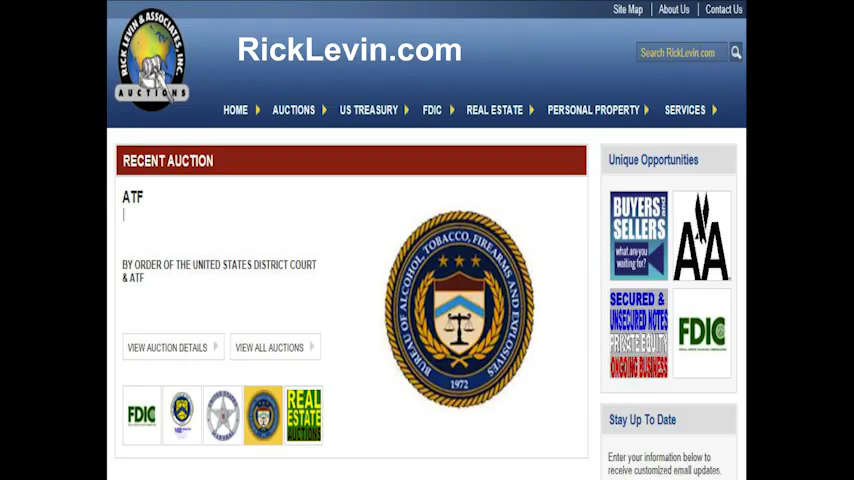 Site Map
About Us
Contact Us
RICK LEVIN & ASSOCIATES, INC.
AUCTIONS
RickLevin.com
Search RickLevin.com
HOME
AUCTIONS
US TREASURY
FDIC
REAL ESTATE
PERSONAL PROPERTY
SERVICES
RECENT AUCTION
ATF
BY ORDER OF THE UNITED STATES DISTRICT COURT
& ATF
BUREAU OF ALCOHOL, TOBACCO, FIREARMS AND EXPLOSIVES
1972
VIEW AUCTION DETAILS
VIEW ALL AUCTIONS
FDIC
REAL
ESTATE
AUCTIONS
Unique Opportunities
BUYERS and
SELLERS
what are you
waiting for?
AA
SECURED &
UNSECURED NOTES
PRIVATE EQUITY
ONGOING BUSINESS
FDIC
Stay Up To Date
Enter your information below to
receive customized email updates.